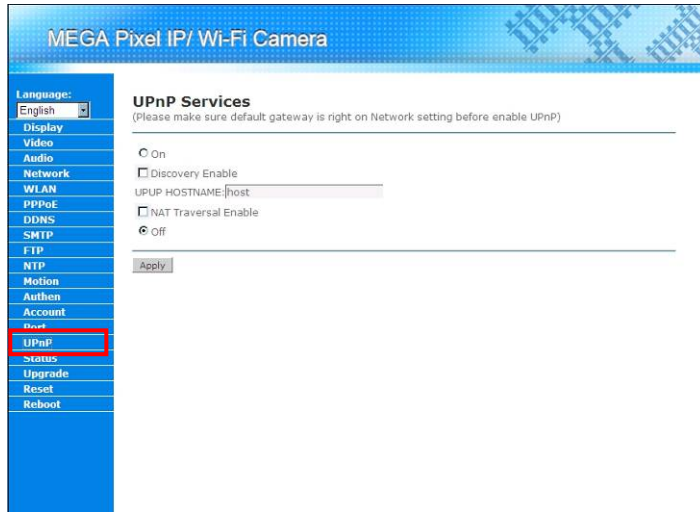 MEGA Pixel IP/ Wi-Fi Camera
Language:
English
Display
Video
Audio
Network
WLAN
PPPoE
DDNS
SMTP
FTP
NTP
Motion
Authen
Account
Port
UPnP
Status
Upgrade
Reset
Reboot
UPnP Services
(Please make sure default gateway is right on Network setting before enable UPnP)
On
Discovery Enable
UPUP HOSTNAME: host
NAT Traversal Enable
Off
Apply